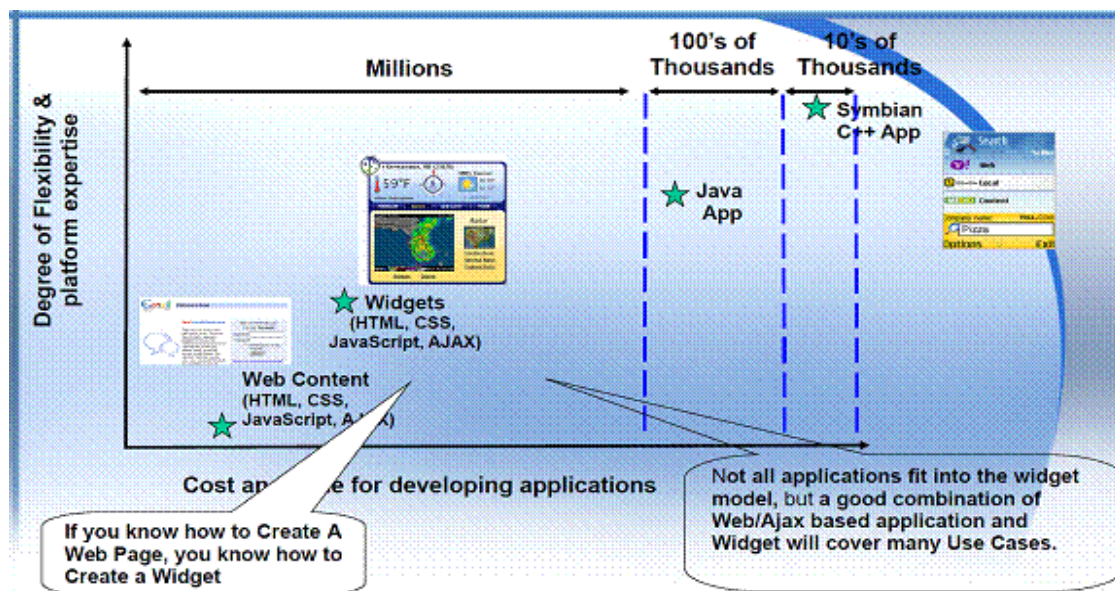 Millions
100's of
Thousands
10's of
Thousands
Degree of Flexibility &
platform expertise
Symbian
C++ App
Search
Web
Local
Content
Pizza
Options
Exit
Java
App
59°F
Radar
Widgets
(HTML, CSS,
JavaScript, AJAX)
Web Content
(HTML, CSS,
JavaScript, AJAX)
Cost an e for developing applications
If you know how to Create A
Web Page, you know how to
Create a Widget
Not all applications fit into the widget
model, but a good combination of
Web/Ajax based application and
Widget will cover many Use Cases.